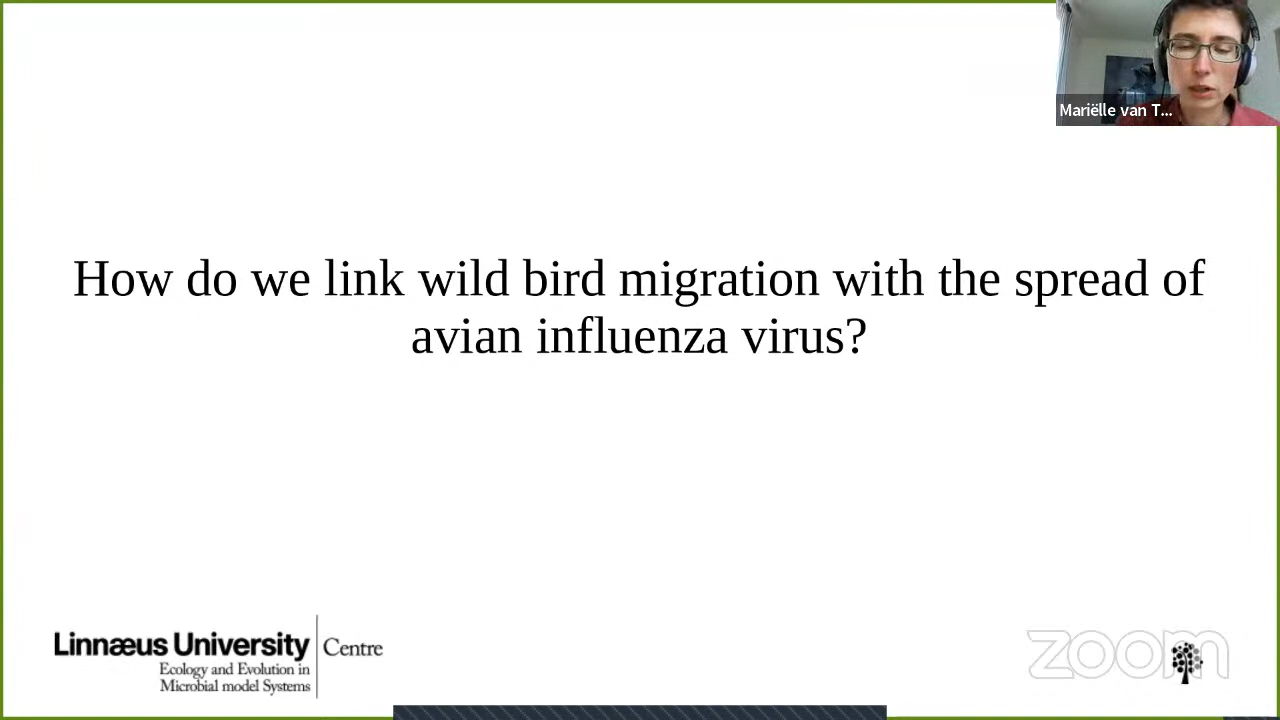 Mariëlle van T...
How do we link wild bird migration with the spread of
avian influenza virus?
Linnæus University Centre
Ecology and Evolution in
Microbial model Systems
zoom